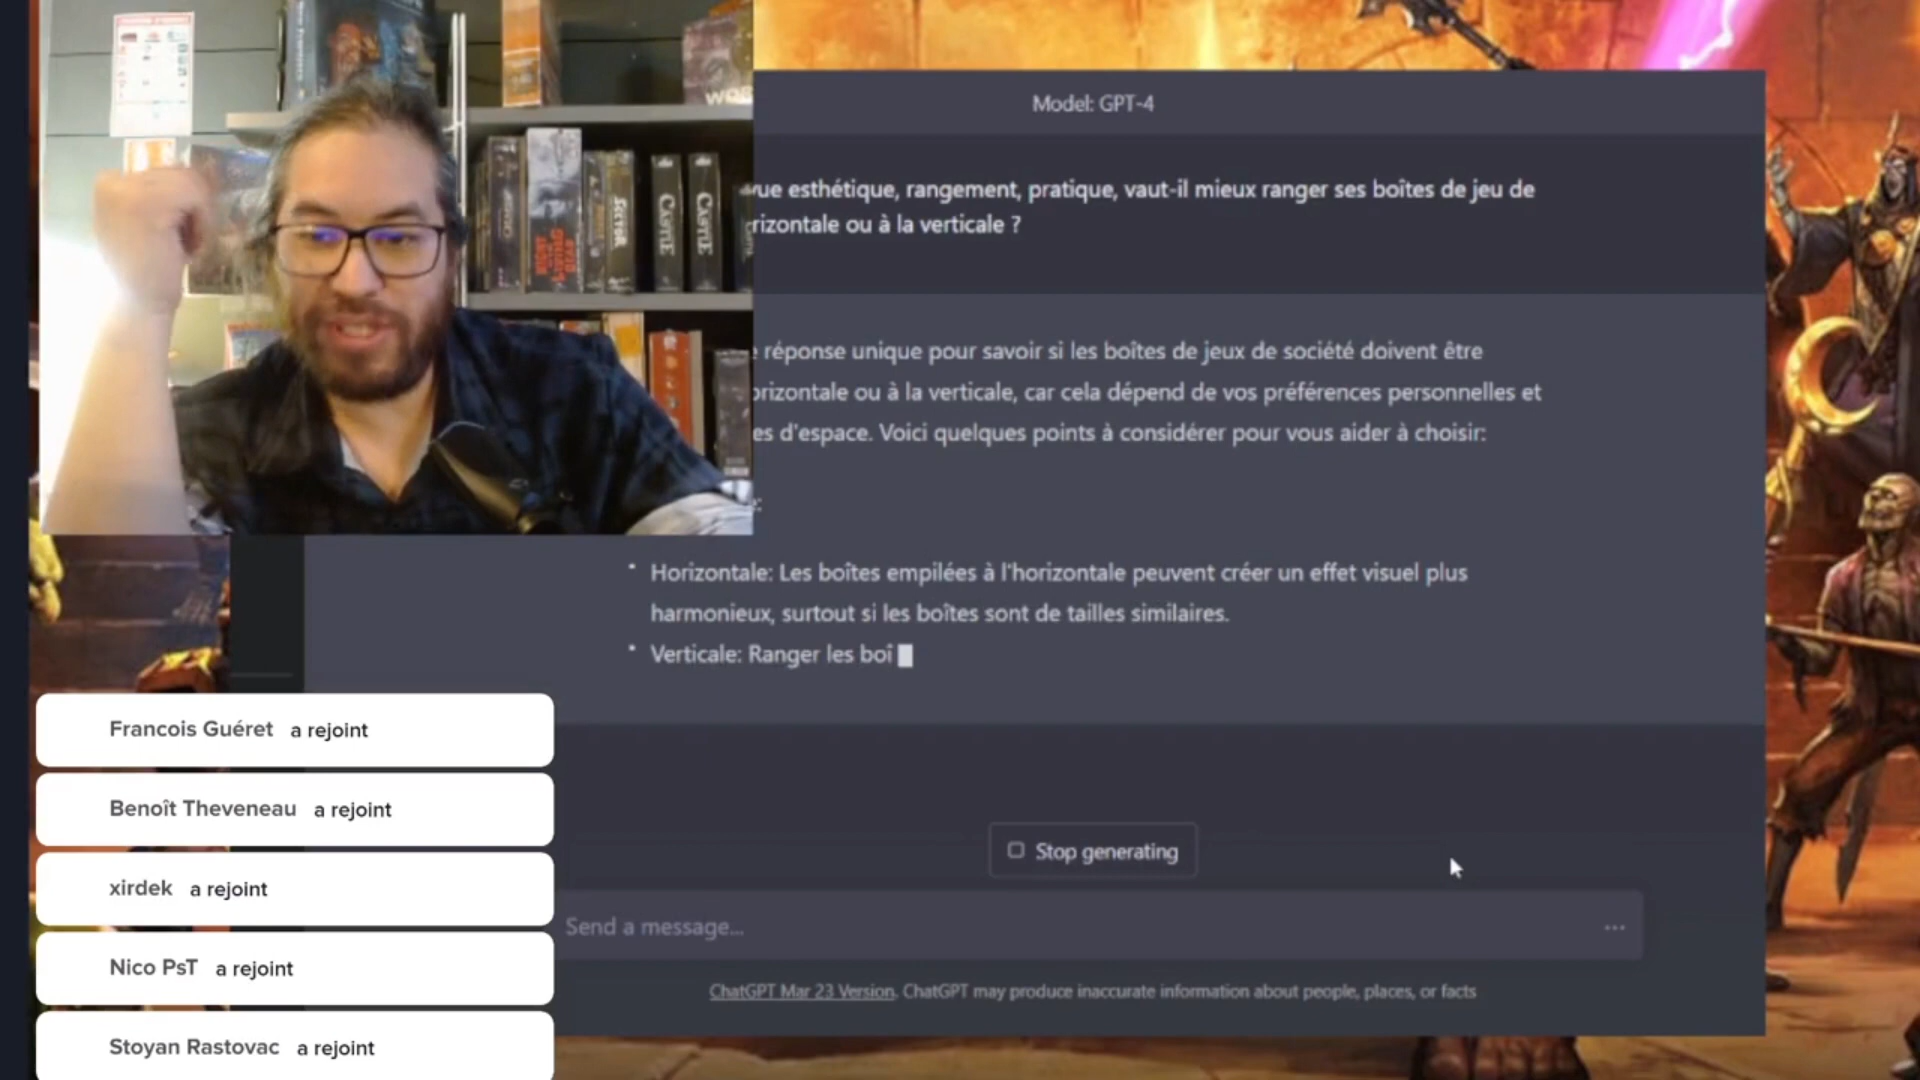 Model: GPT-4
vue esthétique, rangement, pratique, vaut-il mieux ranger ses boîtes de jeu de
rizontale ou à la verticale ?
réponse unique pour savoir si les boîtes de jeux de société doivent être
orizontale ou à la verticale, car cela dépend de vos préférences personnelles et
es d'espace. Voici quelques points à considérer pour vous aider à choisir:
Horizontale: Les boîtes empilées à l'horizontale peuvent créer un effet visuel plus
harmonieux, surtout si les boîtes sont de tailles similaires.
Verticale: Ranger les boî
Stop generating
Send a message...
ChatGPT Mar 23 Version. ChatGPT may produce inaccurate information about people, places, or facts
Francois Guéret a rejoint
Benoît Theveneau a rejoint
xirdek a rejoint
Nico PsT a rejoint
Stoyan Rastovac a rejoint
SECTOR
CASTLE
CASTLE